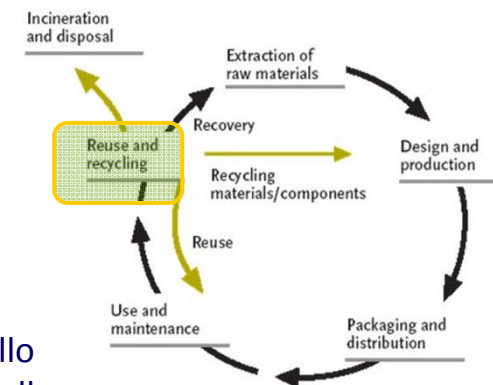 Incineration
and disposal
Extraction of
raw materials
Recovery
Reuse and
recycling
Design and
production
Recycling
materials/components
Reuse
Use and
maintenance
Packaging and
distribution
llo